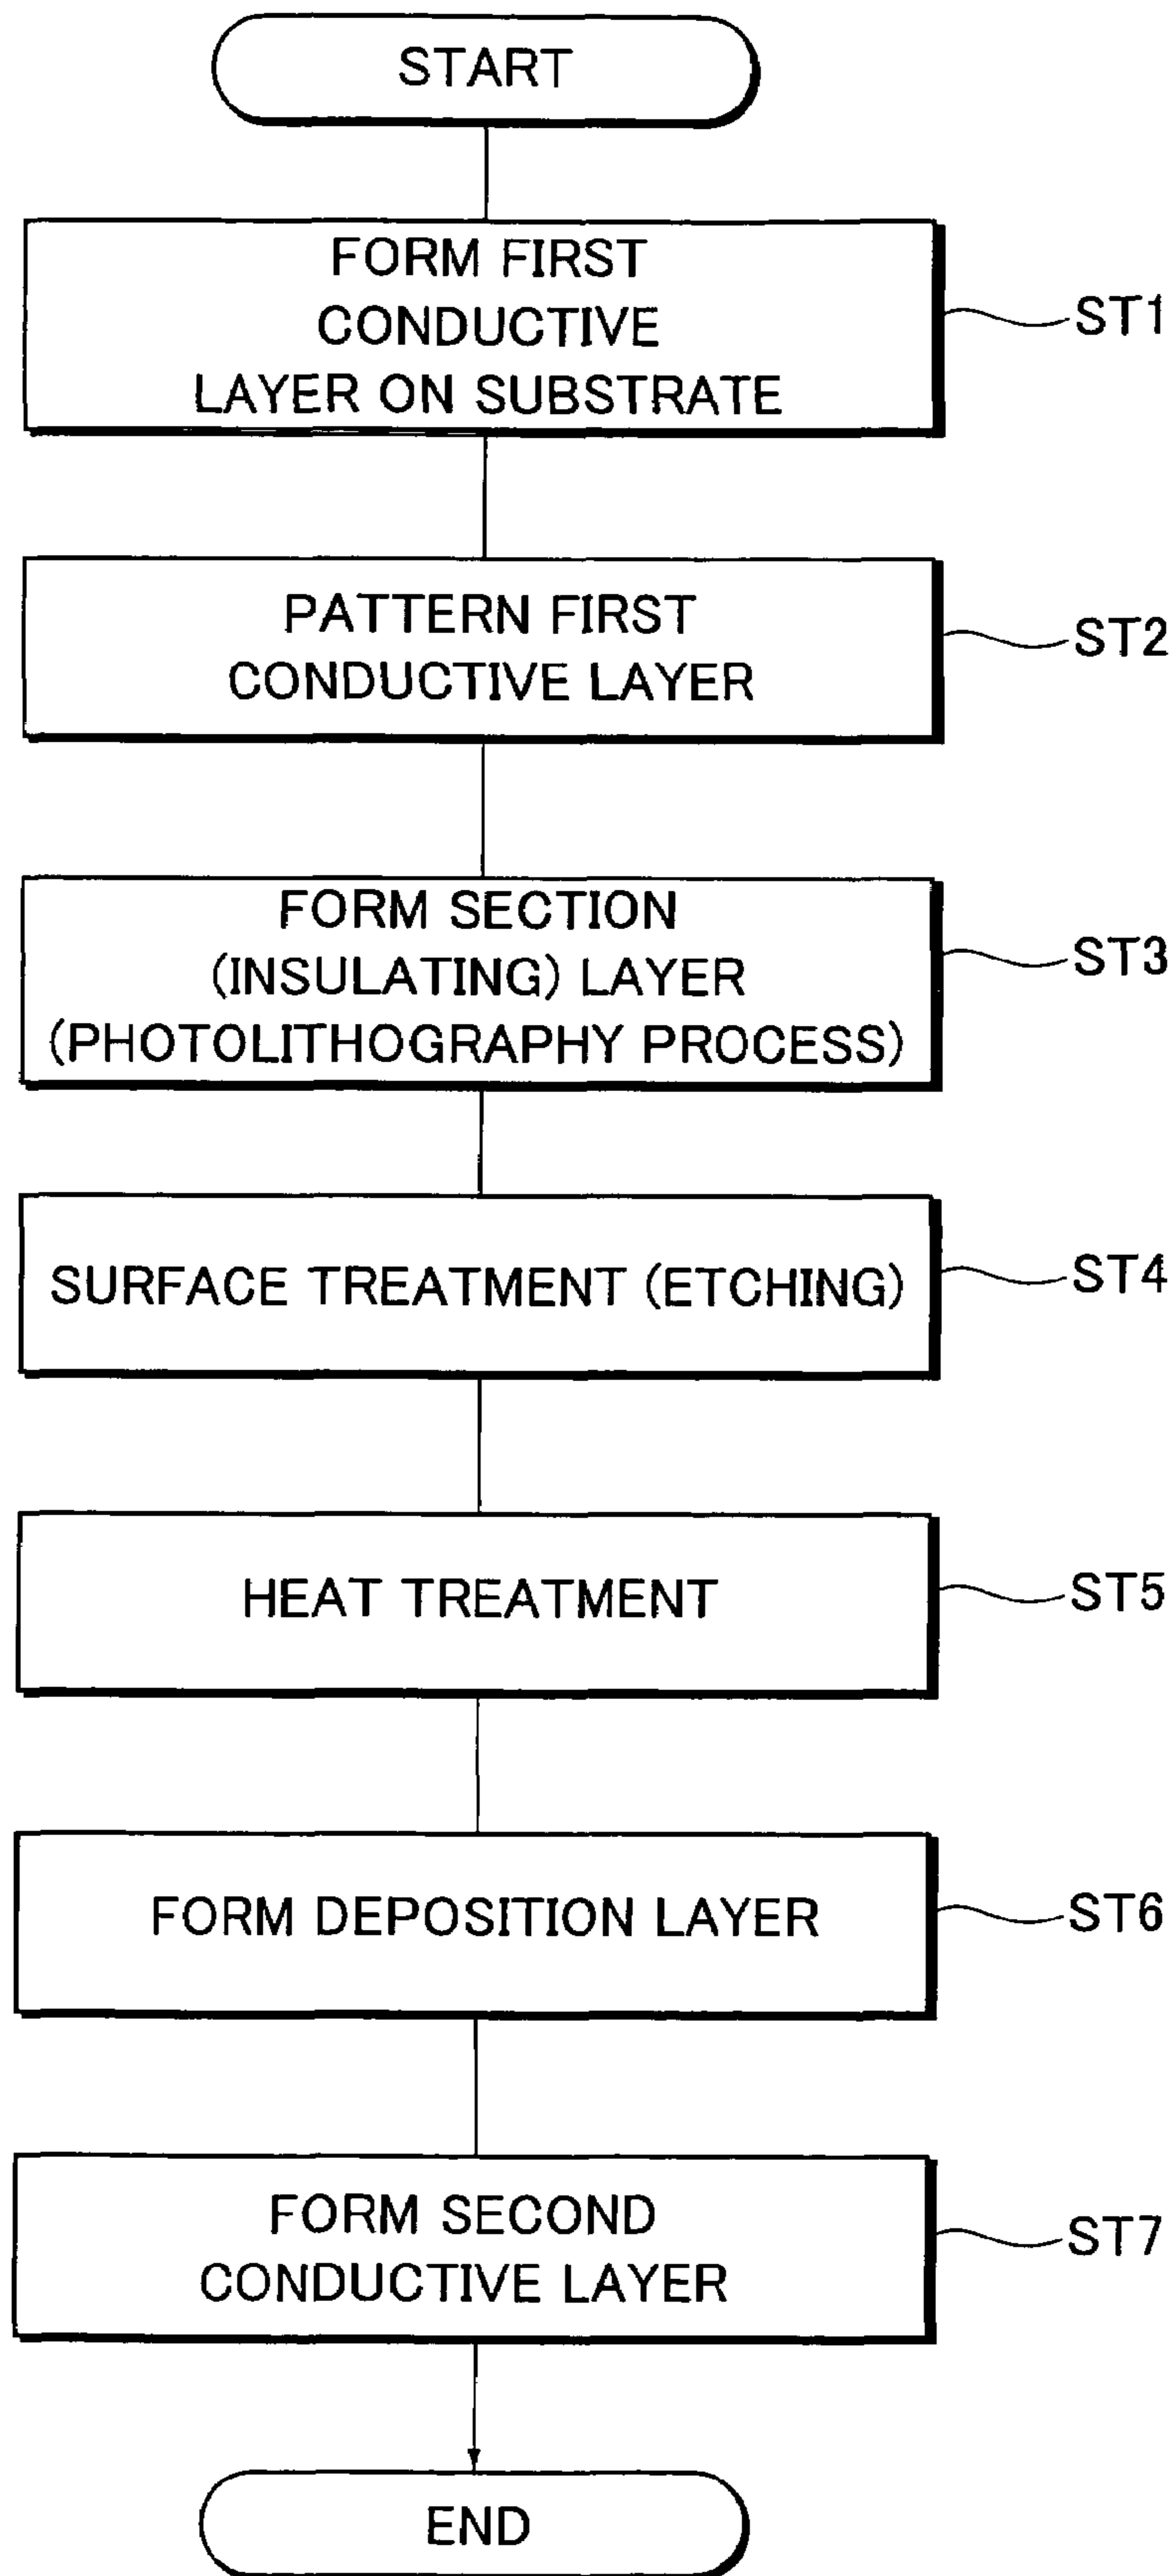 START
FORM FIRST
CONDUCTIVE
LAYER ON SUBSTRATE
ST1
PATTERN FIRST
CONDUCTIVE LAYER
ST2
FORM SECTION
(INSULATING) LAYER
(PHOTOLITHOGRAPHY PROCESS)
ST3
SURFACE TREATMENT (ETCHING)
ST4
HEAT TREATMENT
ST5
FORM DEPOSITION LAYER
ST6
FORM SECOND
CONDUCTIVE LAYER
ST7
END